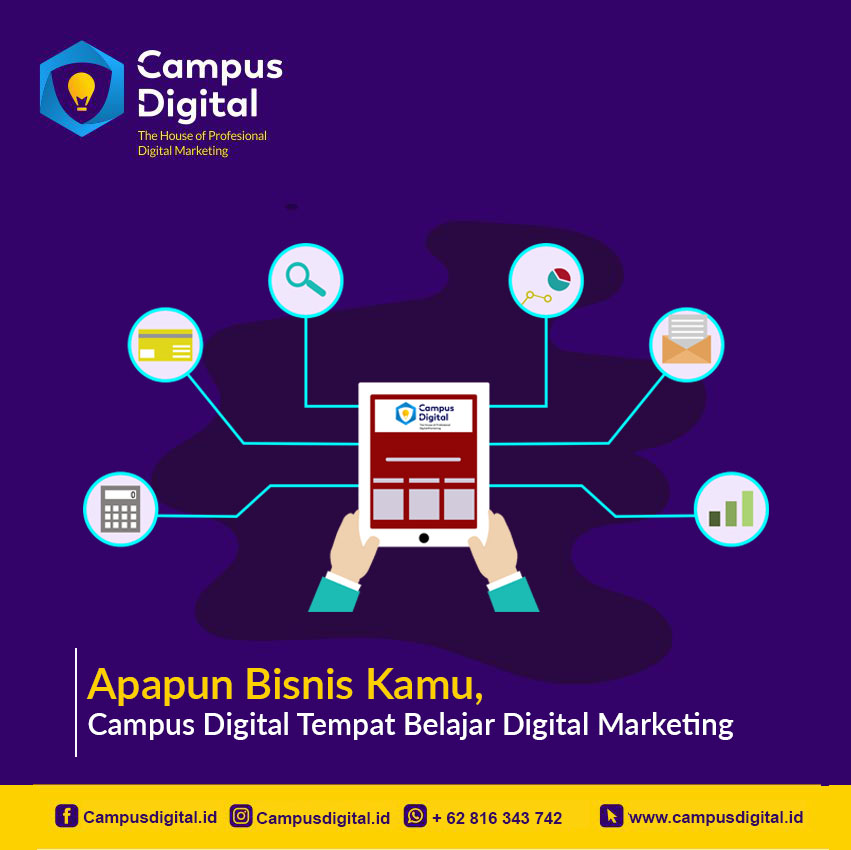 Campus
Digital
The House of Profesional
Digital Marketing
0
Campus
Digital
Apapun Bisnis Kamu,
Campus Digital Tempat Belajar Digital Marketing
Campusdigital.id
Campusdigital.id
+ 62 816 343 742
www.campusdigital.id